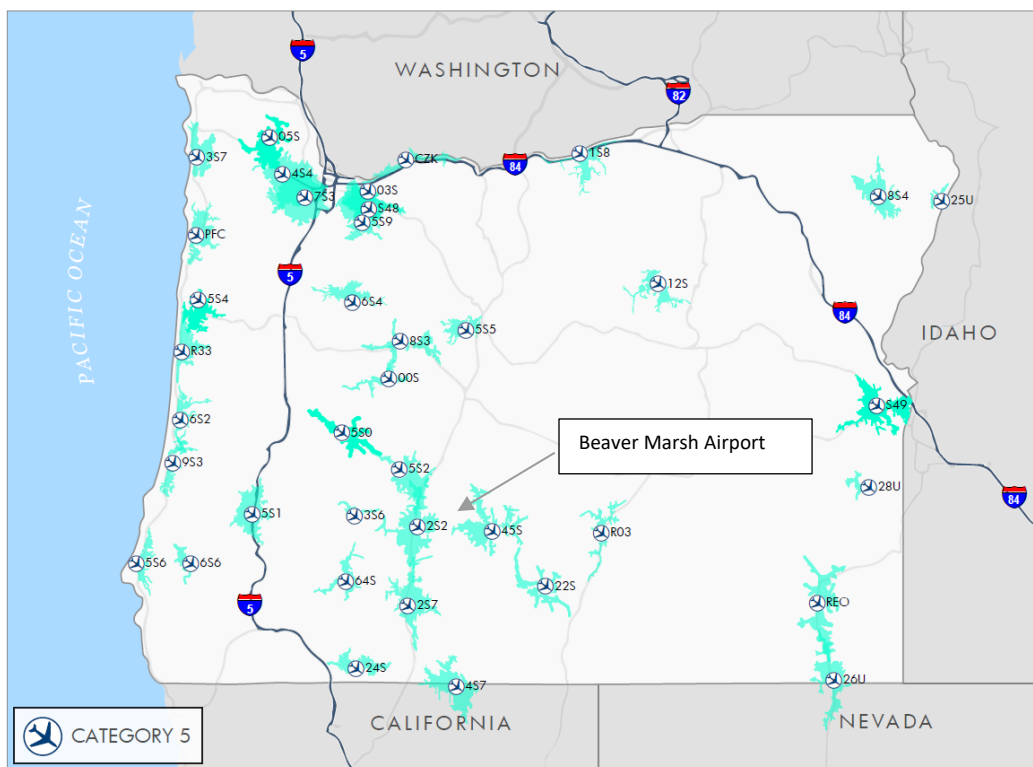 5
WASHINGTON
82
05S
3S7
CZK
1S8
84
4S4
7S3
03S
S48
5S9
8S4
25U
PFC
PACIFIC OCEAN
5
12S
5S4
6S4
84
5S5
IDAHO
R33
8S3
00S
S49
6S2
5S0
Beaver Marsh Airport
9S3
5S2
28U
84
5S1
3S6
2S2
45S
R03
5S6
6S6
64S
22S
5
2S7
REO
24S
4S7
26U
CALIFORNIA
NEVADA
CATEGORY 5